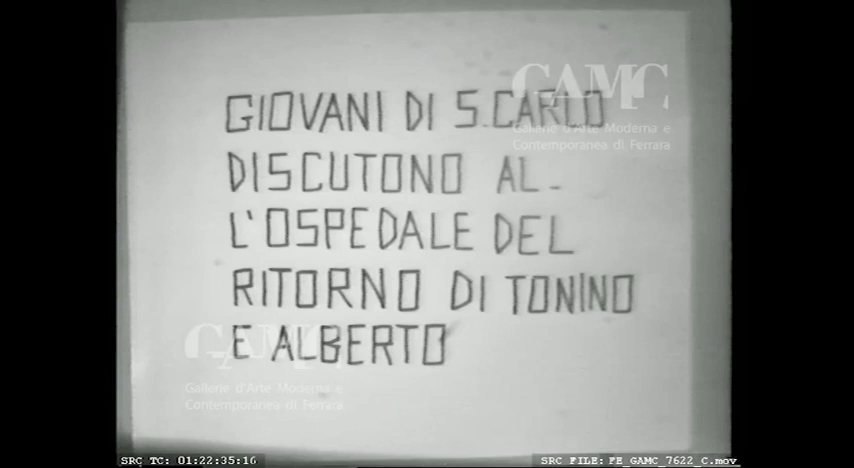 GIOVANI DI S. CARLO
DISCUTONO AL-
L'OSPEDALE DEL
RITORNO DI TONINO
E ALBERTO
GAMC
Gallerie d'Arte Moderna e
Contemporanea di Ferrara
GAMC
Gallerie d'Arte Moderna e
Contemporanea di Ferrara
SRC TC: 01:22:35:16
SRC FILE: FE_GAMC_7622_C.mov